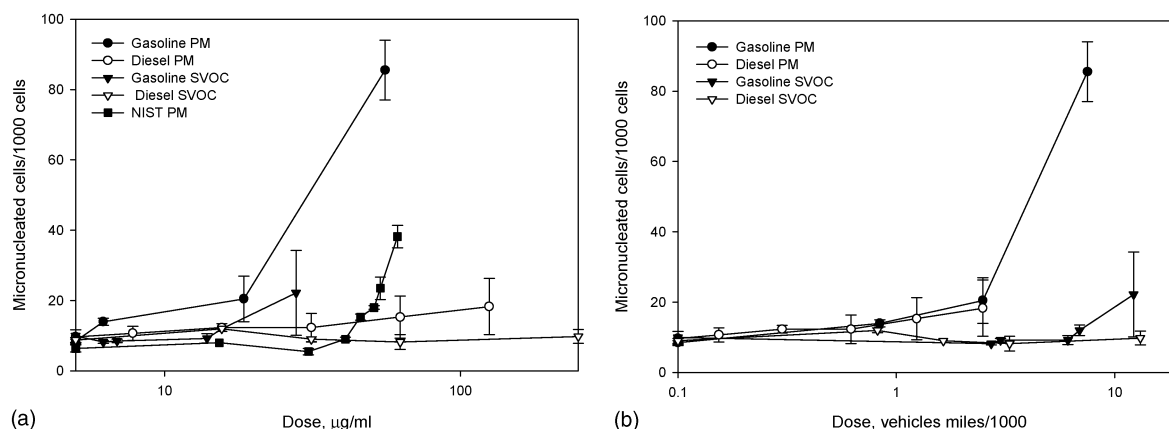 100
80
60
40
20
0
Micronucleated cells/1000 cells
Gasoline PM
Diesel PM
Gasoline SVOC
Diesel SVOC
NIST PM
10
100
Dose, µg/ml
(a)
100
80
60
40
20
0
Micronucleated cells/1000 cells
Gasoline PM
Diesel PM
Gasoline SVOC
Diesel SVOC
0.1
1
10
Dose, vehicles miles/1000
(b)